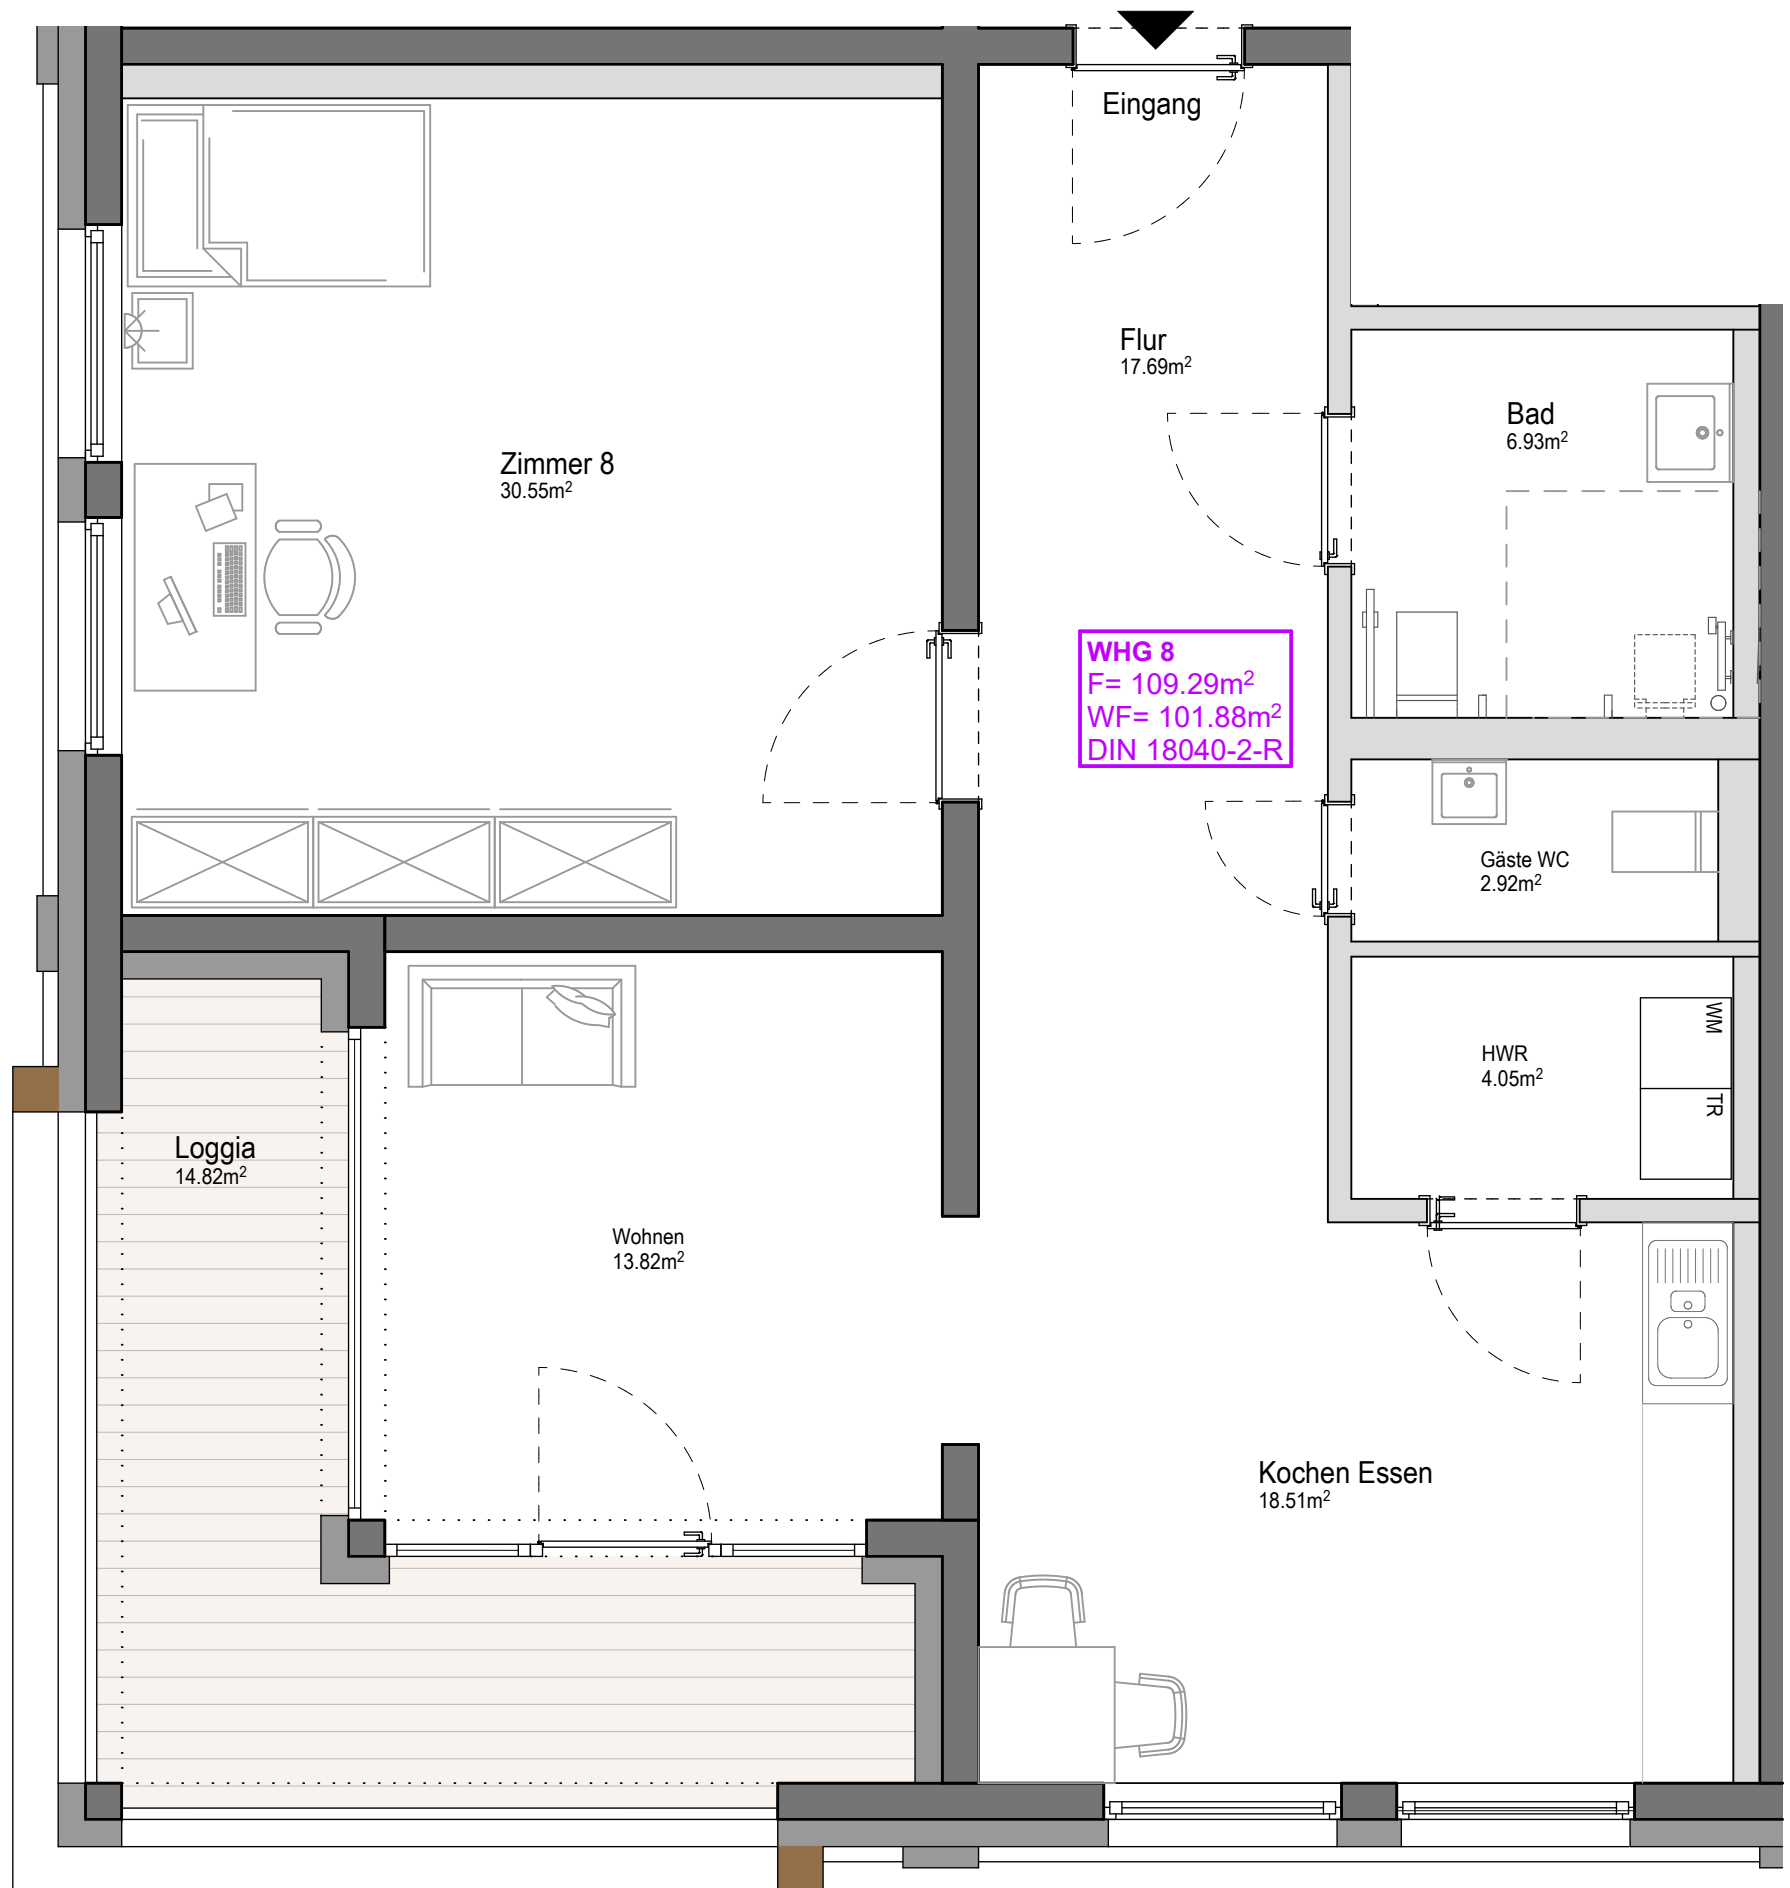 Eingang
Flur
17.69m²
Bad
6.93m²
Zimmer 8
30.55m²
WHG 8
F= 109.29m²
WF= 101.88m²
DIN 18040-2-R
Gäste WC
2.92m²
WM
HWR
4.05m²
TR
Loggia
14.82m²
Wohnen
13.82m²
Kochen Essen
18.51m²